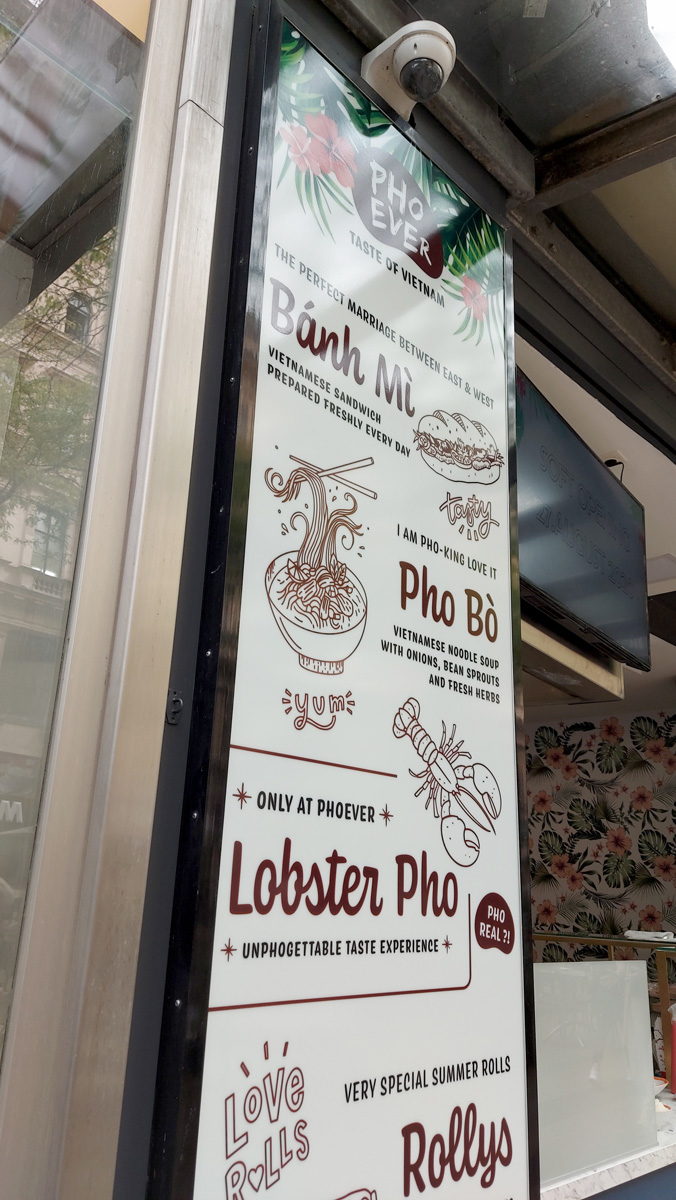 PHO
EVER
TASTE OF VIETNAM
THE PERFECT MARRIAGE BETWEEN EAST & WEST
Bánh Mì
VIETNAMESE SANDWICH
PREPARED FRESHLY EVERY DAY
tasty
I AM PHO-KING LOVE IT
Pho Bò
VIETNAMESE NOODLE SOUP
WITH ONIONS, BEAN SPROUTS
AND FRESH HERBS
yum
ONLY AT PHOEVER
Lobster Pho
UNPHOGETTABLE TASTE EXPERIENCE
PHO
REAL ?!
LOVE
ROLLS
VERY SPECIAL SUMMER ROLLS
Rollys